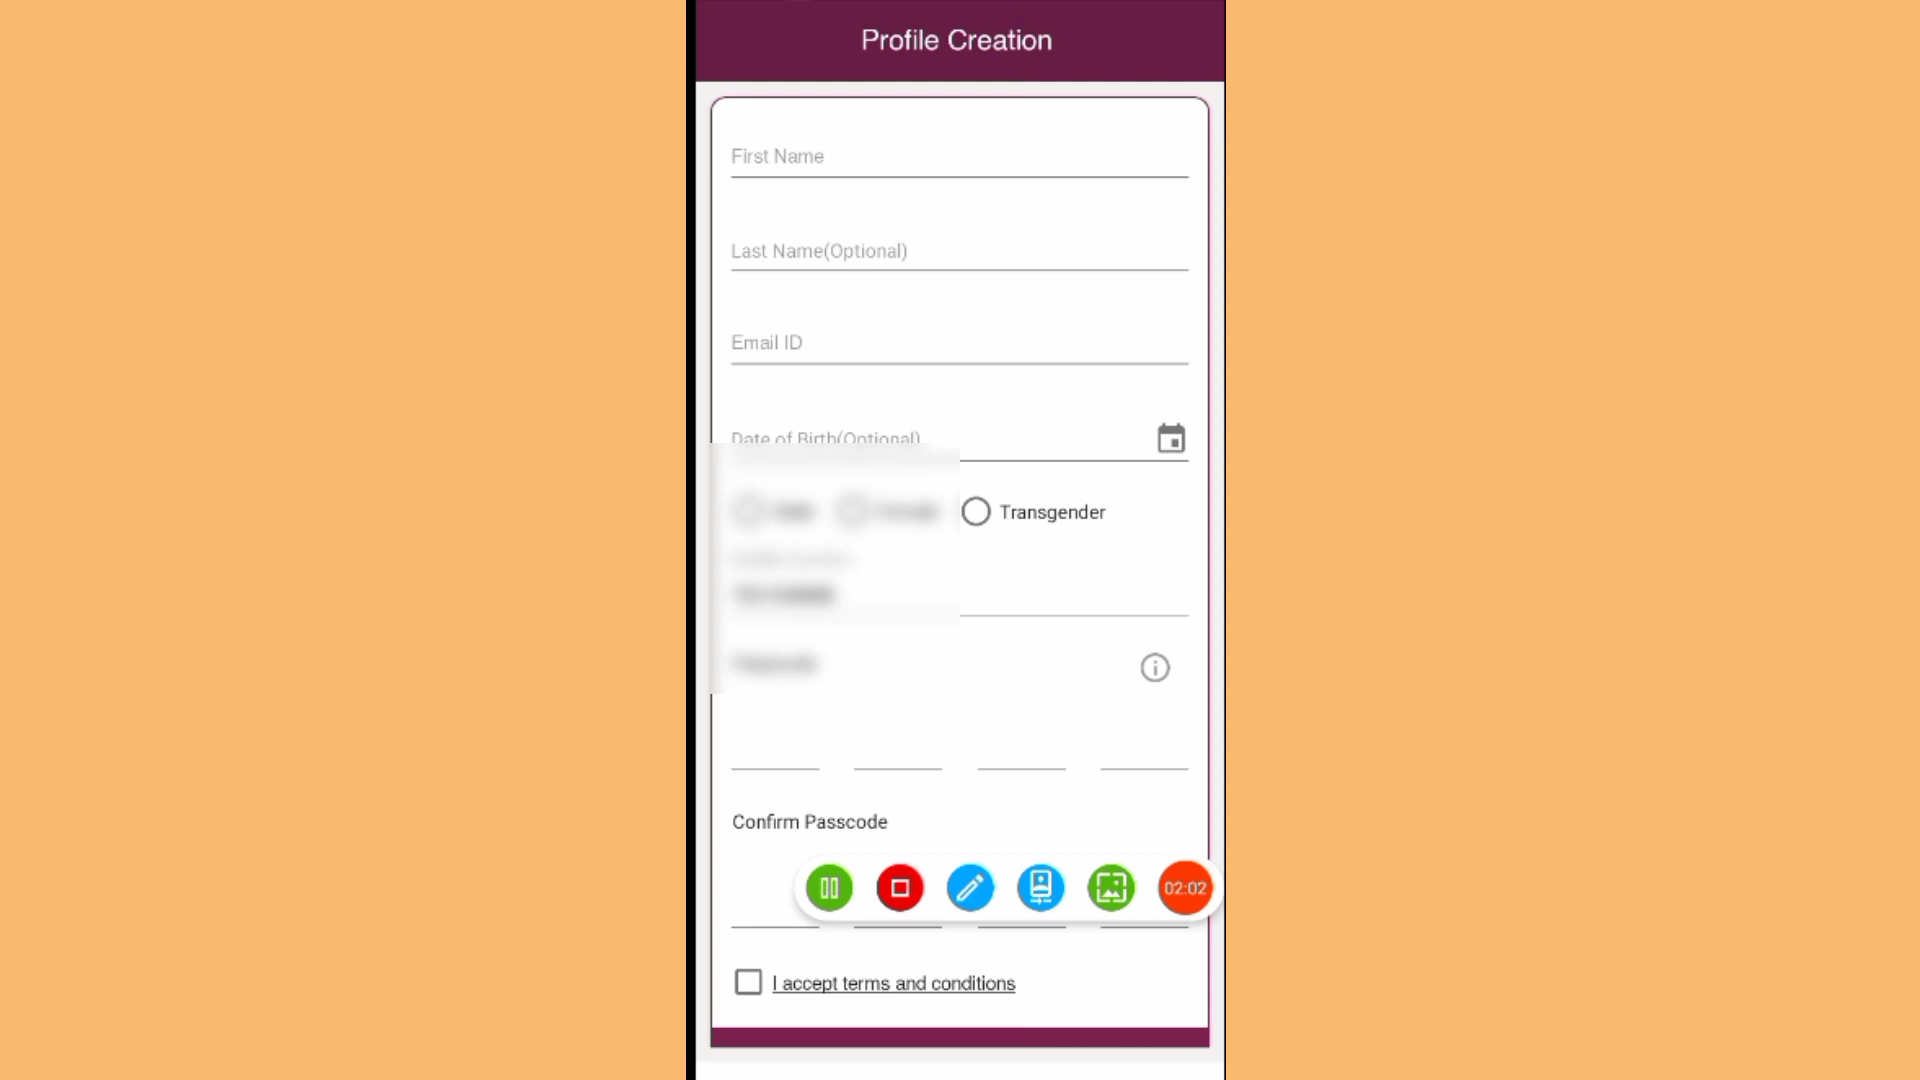 Profile Creation
First Name
Last Name(Optional)
Email ID
Date of Birth(Optional)
Transgender
Confirm Passcode
02:02
I accept terms and conditions